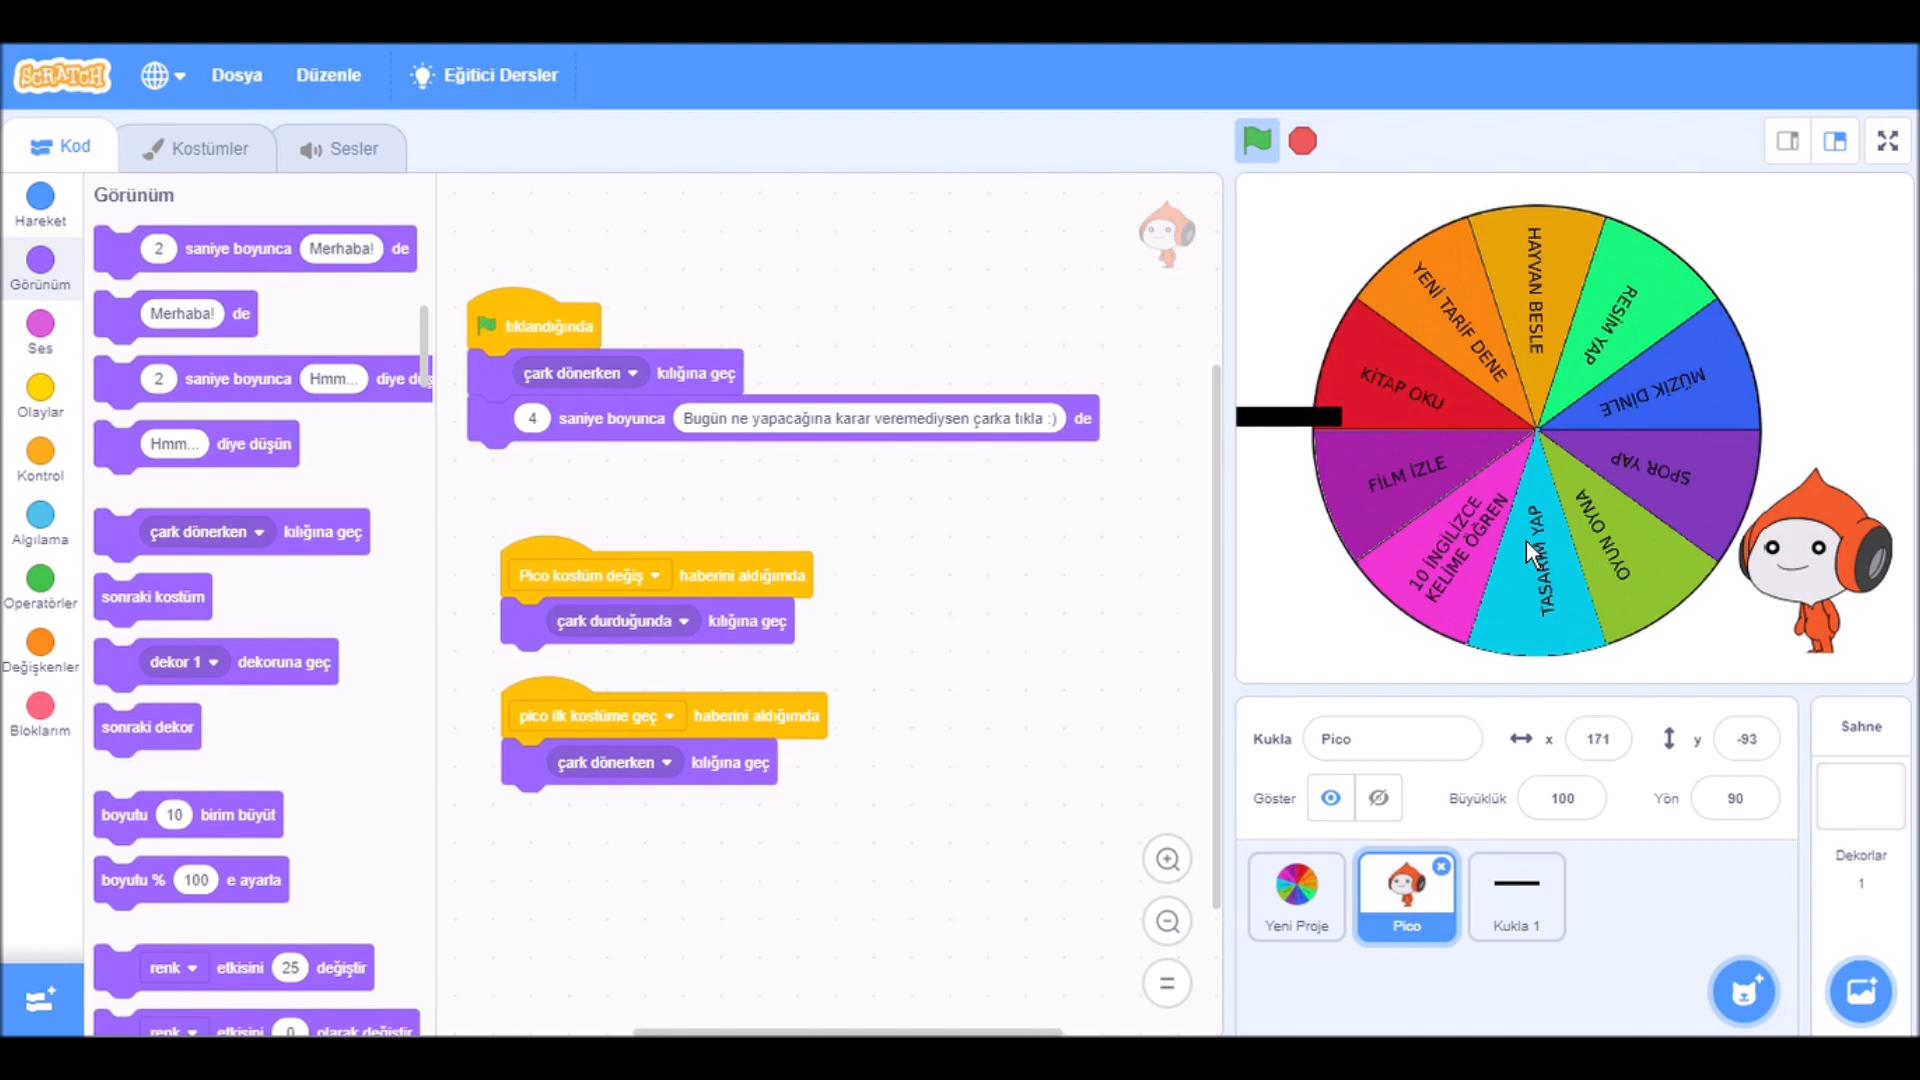 SCRATCH
Dosya
Düzenle
Eğitici Dersler
Kod
Kostümler
Sesler
Hareket
Görünüm
Ses
Olaylar
Kontrol
Algılama
Operatörler
Değişkenler
Bloklarım
Görünüm
2 saniye boyunca Merhaba! de
Merhaba! de
2 saniye boyunca Hmm... diye
Hmm... diye düşün
çark dönerken kılığına geç
sonraki kostüm
dekor 1 dekoruna geç
sonraki dekor
boyutu 10 birim büyüt
boyutu % 100 e ayarla
renk etkisini 25 değiştir
renk etkisini 0 olarak değiştir
tıklandığında
çark dönerken kılığına geç
4 saniye boyunca Bugün ne yapacağına karar veremediysen çarka tıkla :) de
Pico kostüm değiş haberini aldığımda
çark durduğunda kılığına geç
pico ilk kostüme geç haberini aldığımda
çark dönerken kılığına geç
HAYVAN BESLE
RESİM YAP
MÜZİK DİNLE
SPOR YAP
OYUN OYNA
TASARIM YAP
10 İNGİLİZCE
KELİME ÖĞREN
FİLM İZLE
KİTAP OKU
YENİ TARİF DENE
Kukla Pico x 171 y -93
Göster Büyüklük 100 Yön 90
Yeni Proje
Pico
Kukla 1
Sahne
Dekorlar
1